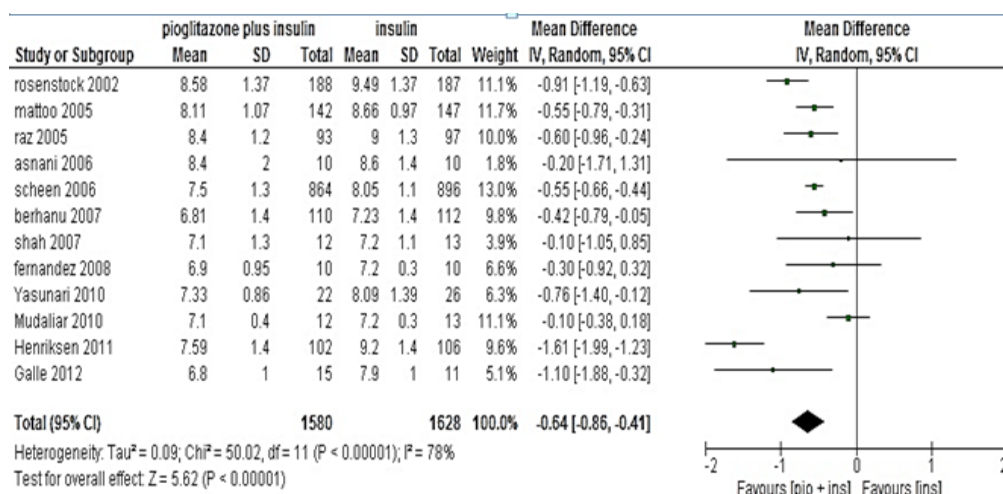 pioglitazone plus insulin insulin Mean Difference Mean Difference
Study or Subgroup Mean SD Total Mean SD Total Weight IV, Random, 95% CI IV, Random, 95% CI
rosenstock 2002 8.58 1.37 188 9.49 1.37 187 11.1% -0.91 [-1.19, -0.63]
mattoo 2005 8.11 1.07 142 8.66 0.97 147 11.7% -0.55 [-0.79, -0.31]
raz 2005 8.4 1.2 93 9 1.3 97 10.0% -0.60 [-0.96, -0.24]
asnani 2006 8.4 2 10 8.6 1.4 10 1.8% -0.20 [-1.71, 1.31]
scheen 2006 7.5 1.3 864 8.05 1.1 896 13.0% -0.55 [-0.66, -0.44]
berhanu 2007 6.81 1.4 110 7.23 1.4 112 9.8% -0.42 [-0.79, -0.05]
shah 2007 7.1 1.3 12 7.2 1.1 13 3.9% -0.10 [-1.05, 0.85]
fernandez 2008 6.9 0.95 10 7.2 0.3 10 6.6% -0.30 [-0.92, 0.32]
Yasunari 2010 7.33 0.86 22 8.09 1.39 26 6.3% -0.76 [-1.40, -0.12]
Mudaliar 2010 7.1 0.4 12 7.2 0.3 13 11.1% -0.10 [-0.38, 0.18]
Henriksen 2011 7.59 1.4 102 9.2 1.4 106 9.6% -1.61 [-1.99, -1.23]
Galle 2012 6.8 1 15 7.9 1 11 5.1% -1.10 [-1.88, -0.32]
Total (95% CI) 1580 1628 100.0% -0.64 [-0.86, -0.41]
Heterogeneity: Tau² = 0.09; Chi² = 50.02, df = 11 (P < 0.00001); I² = 78%
Test for overall effect: Z = 5.62 (P < 0.00001)
-2 -1 0 1 2
Favours [pio + ins] Favours [ins]